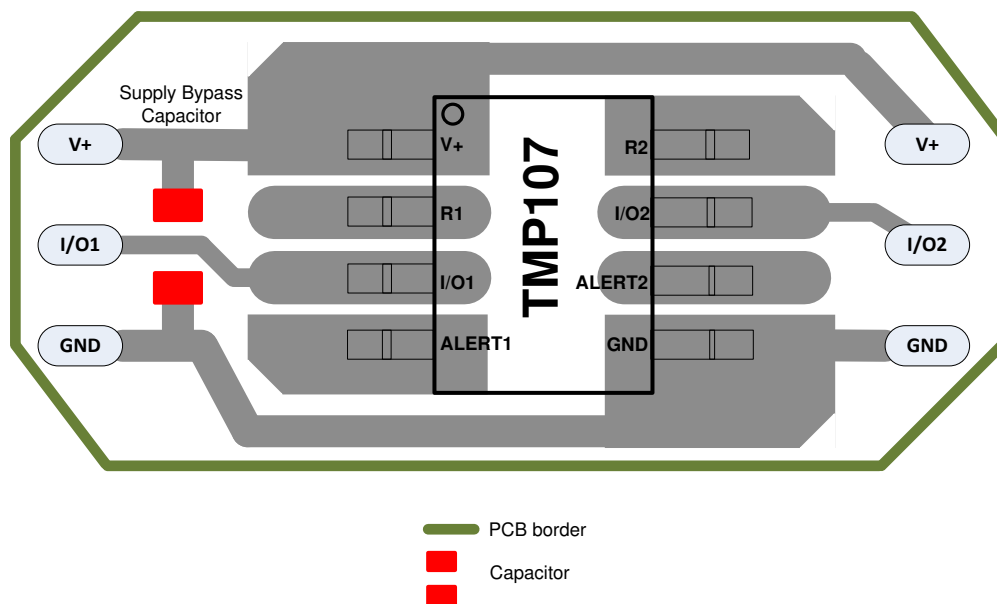 Supply Bypass
Capacitor
V+
I/O1
GND
V+
R1
I/O1
ALERT1
TMP107
R2
I/O2
ALERT2
GND
V+
I/O2
GND
PCB border
Capacitor